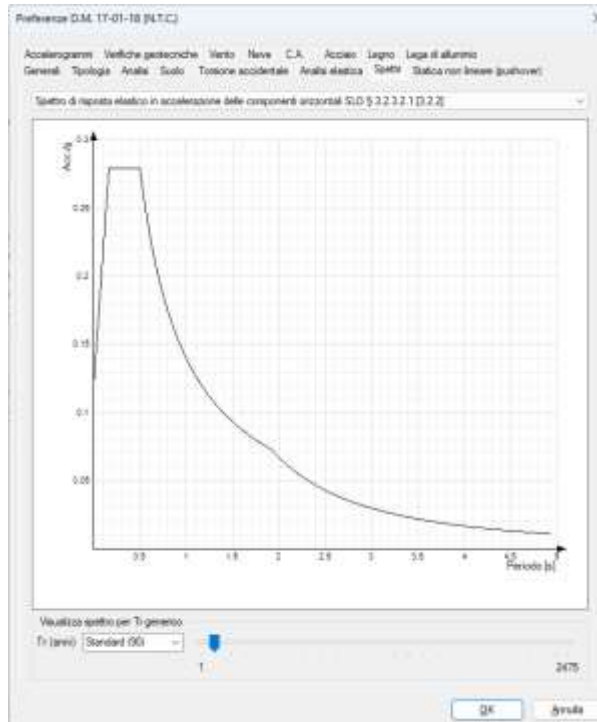 Preferenze D.M. 17-01-18 (N.T.C.)
Accelerogrammi Verifiche geotecniche Vento Neve C.A. Acciaio Legno Lega di alluminio
Generali Tipologia Analisi Suolo Torsione accidentale Analisi elastica Spettri Statica non lineare (pushover)
Spettro di risposta elastico in accelerazione delle componenti orizzontali SLD § 3.2.3.2.1 [3.2.2]
Acc./g
0.3
0.25
0.2
0.15
0.1
0.05
0.5 1 1.5 2 2.5 3 3.5 4 4.5 5
Periodo [s]
Visualizza spettro per Tr generico
Tr (anni) Standard (90)
1 2475
OK Annulla